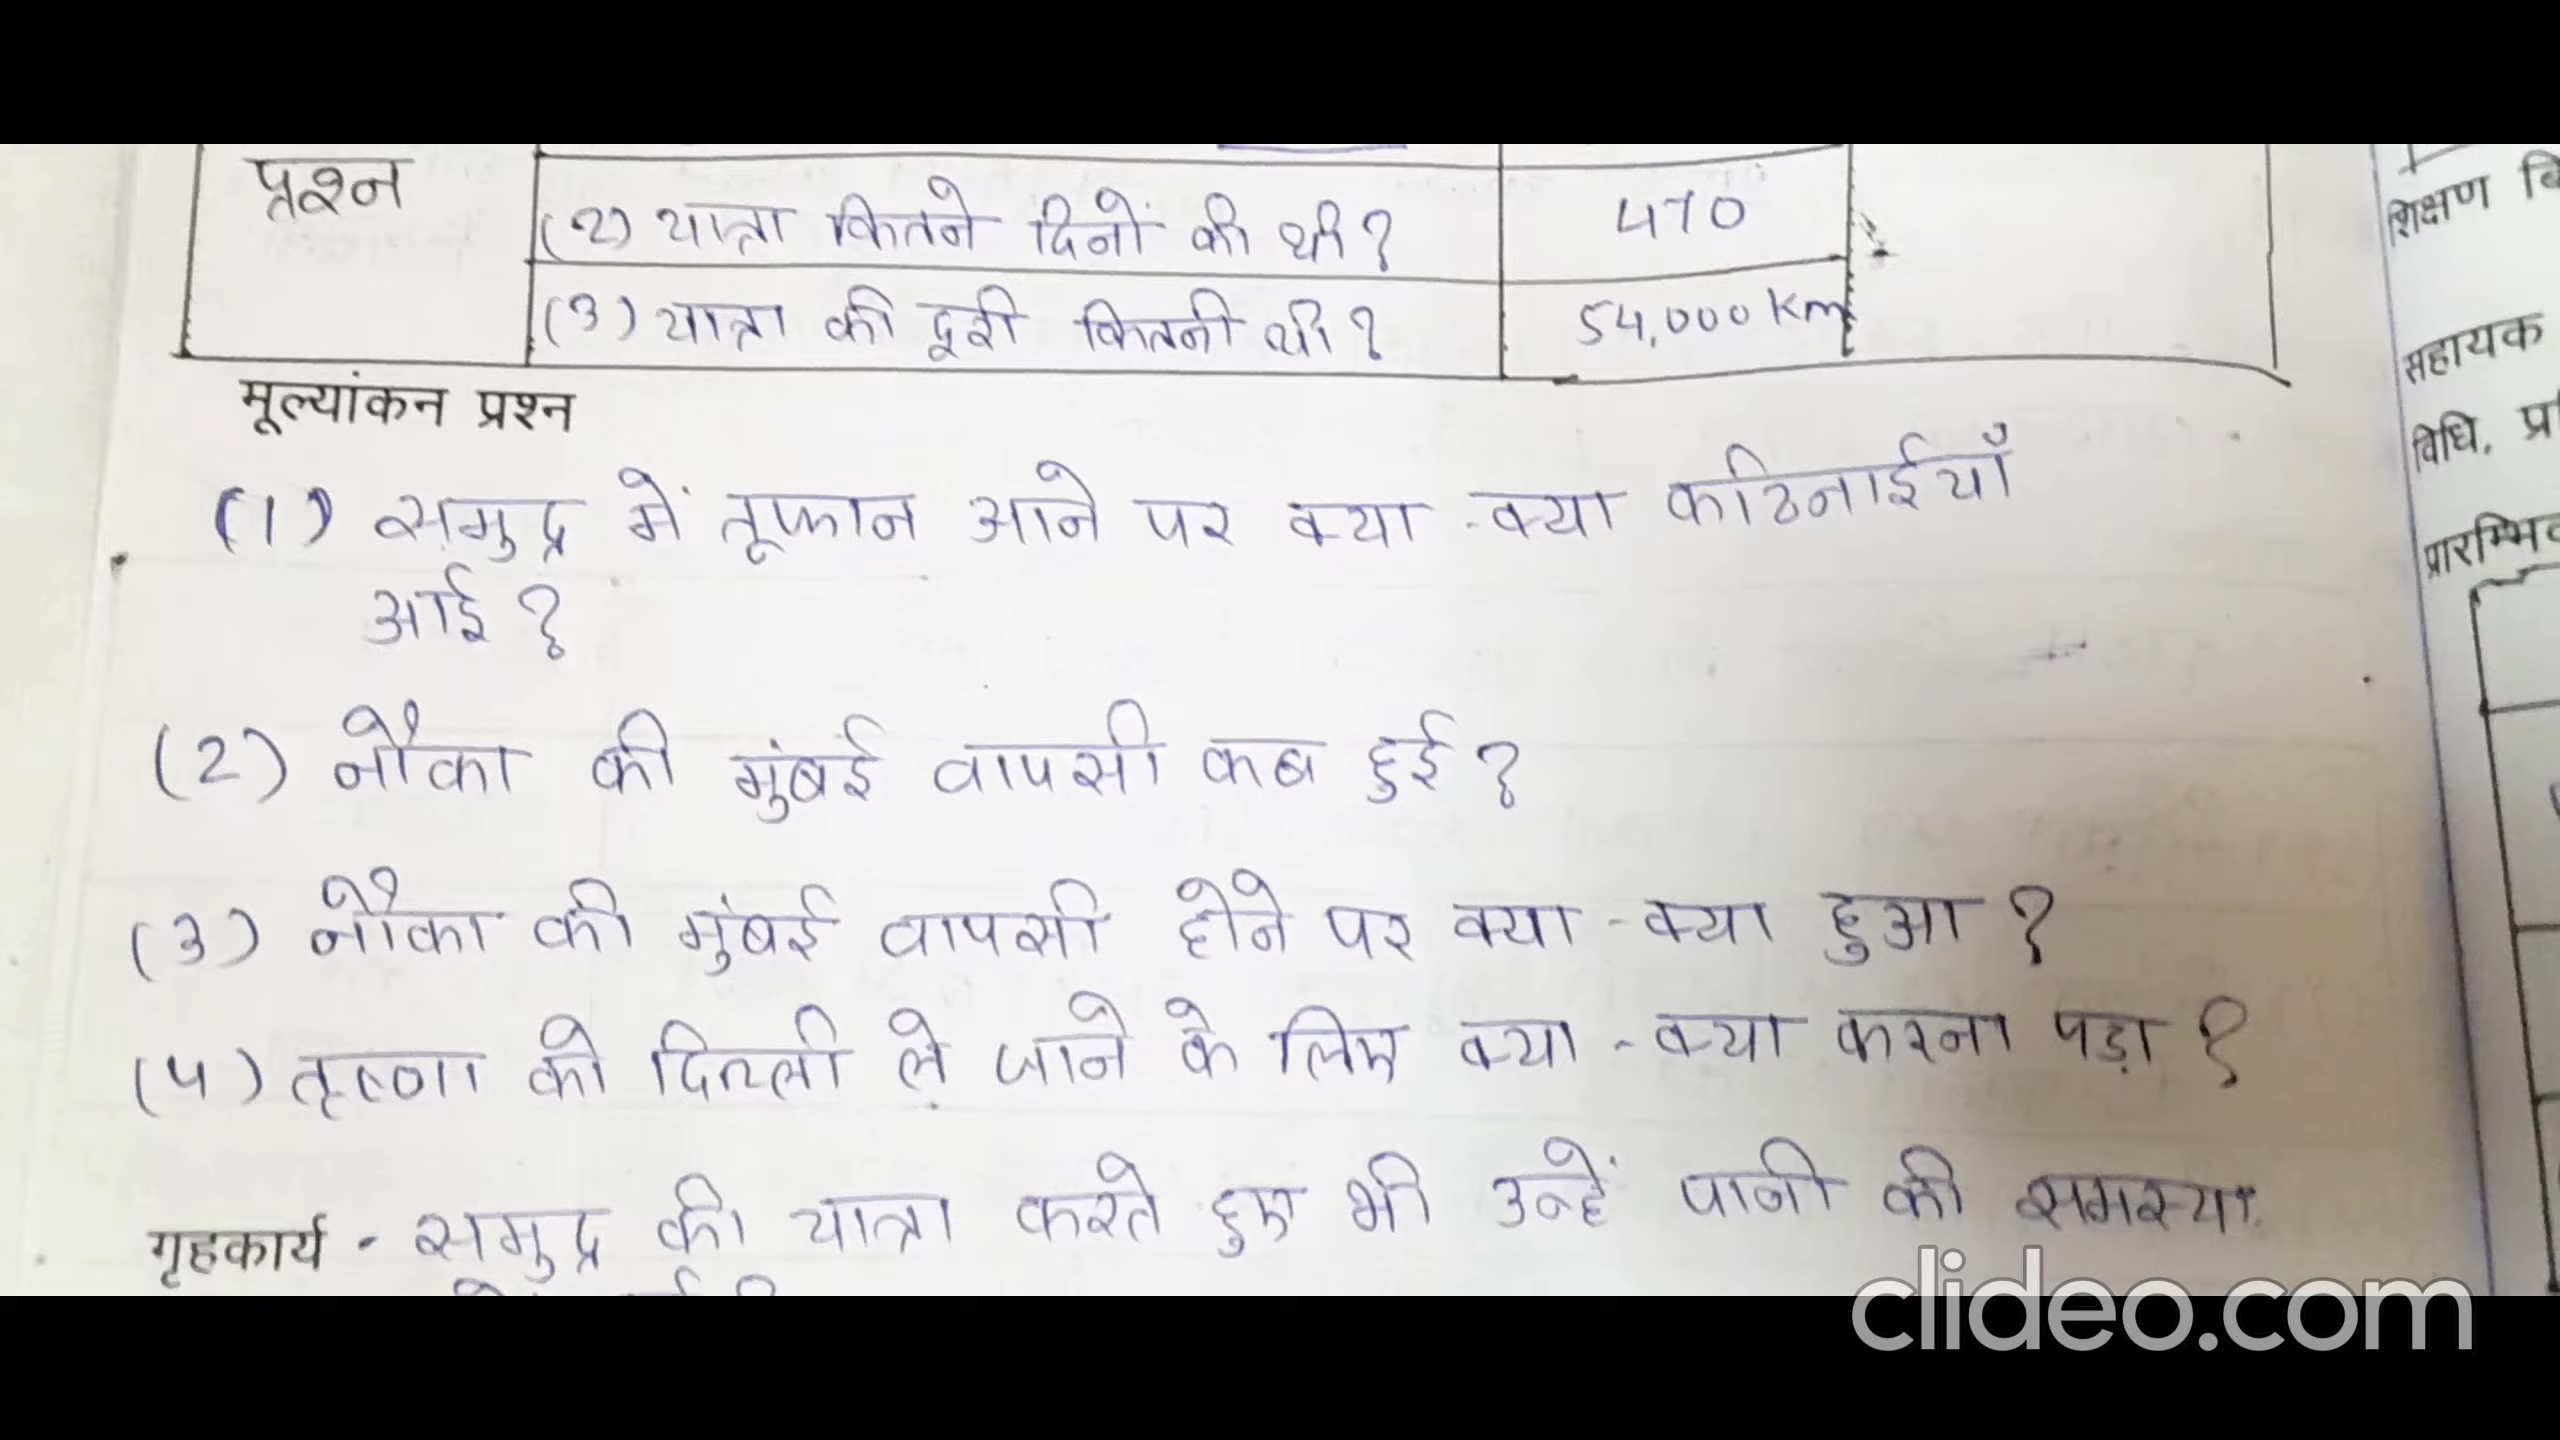 प्रश्न
(2) यात्रा कितने दिनों की थी?
470
(3) यात्रा की दूरी कितनी थी?
54,000 Km
मूल्यांकन प्रश्न
(1) समुद्र में तूफान आने पर क्या-क्या कठिनाईयाँ
आई?
(2) नौका की मुंबई वापसी कब हुई?
(3) नौका की मुंबई वापसी होने पर क्या-क्या हुआ?
(4) तृष्णा को दिल्ली ले जाने के लिए क्या-क्या करना पड़ा?
गृहकार्य - समुद्र की यात्रा करते हुए भी उन्हें पानी की समस्या
शिक्षण
सहायक
विधि,
clideo.com